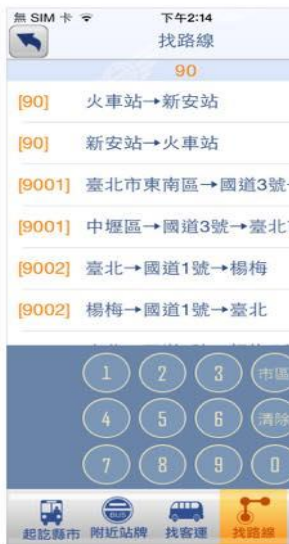 無 SIM 卡 下午2:14
找路線
90
[90] 火車站→新安站
[90] 新安站→火車站
[9001] 臺北市東南區→國道3號
[9001] 中壢區→國道3號→臺北
[9002] 臺北→國道1號→楊梅
[9002] 楊梅→國道1號→臺北
1 2 3 市區
4 5 6 清除
7 8 9 0
BUS
起訖縣市 附近站牌 找客運 找路線